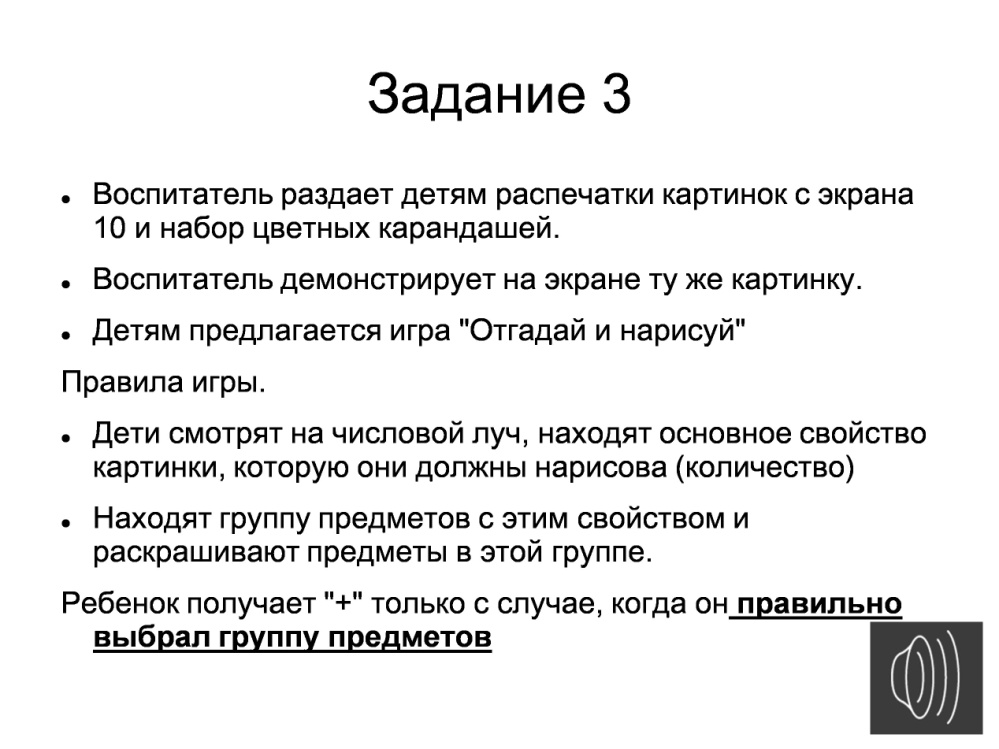 Задание 3
• Воспитатель раздает детям распечатки картинок с экрана
10 и набор цветных карандашей.
• Воспитатель демонстрирует на экране ту же картинку.
• Детям предлагается игра "Отгадай и нарисуй"
Правила игры.
• Дети смотрят на числовой луч, находят основное свойство
картинки, которую они должны нарисова (количество)
• Находят группу предметов с этим свойством и
раскрашивают предметы в этой группе.
Ребенок получает "+" только с случае, когда он правильно
выбрал группу предметов